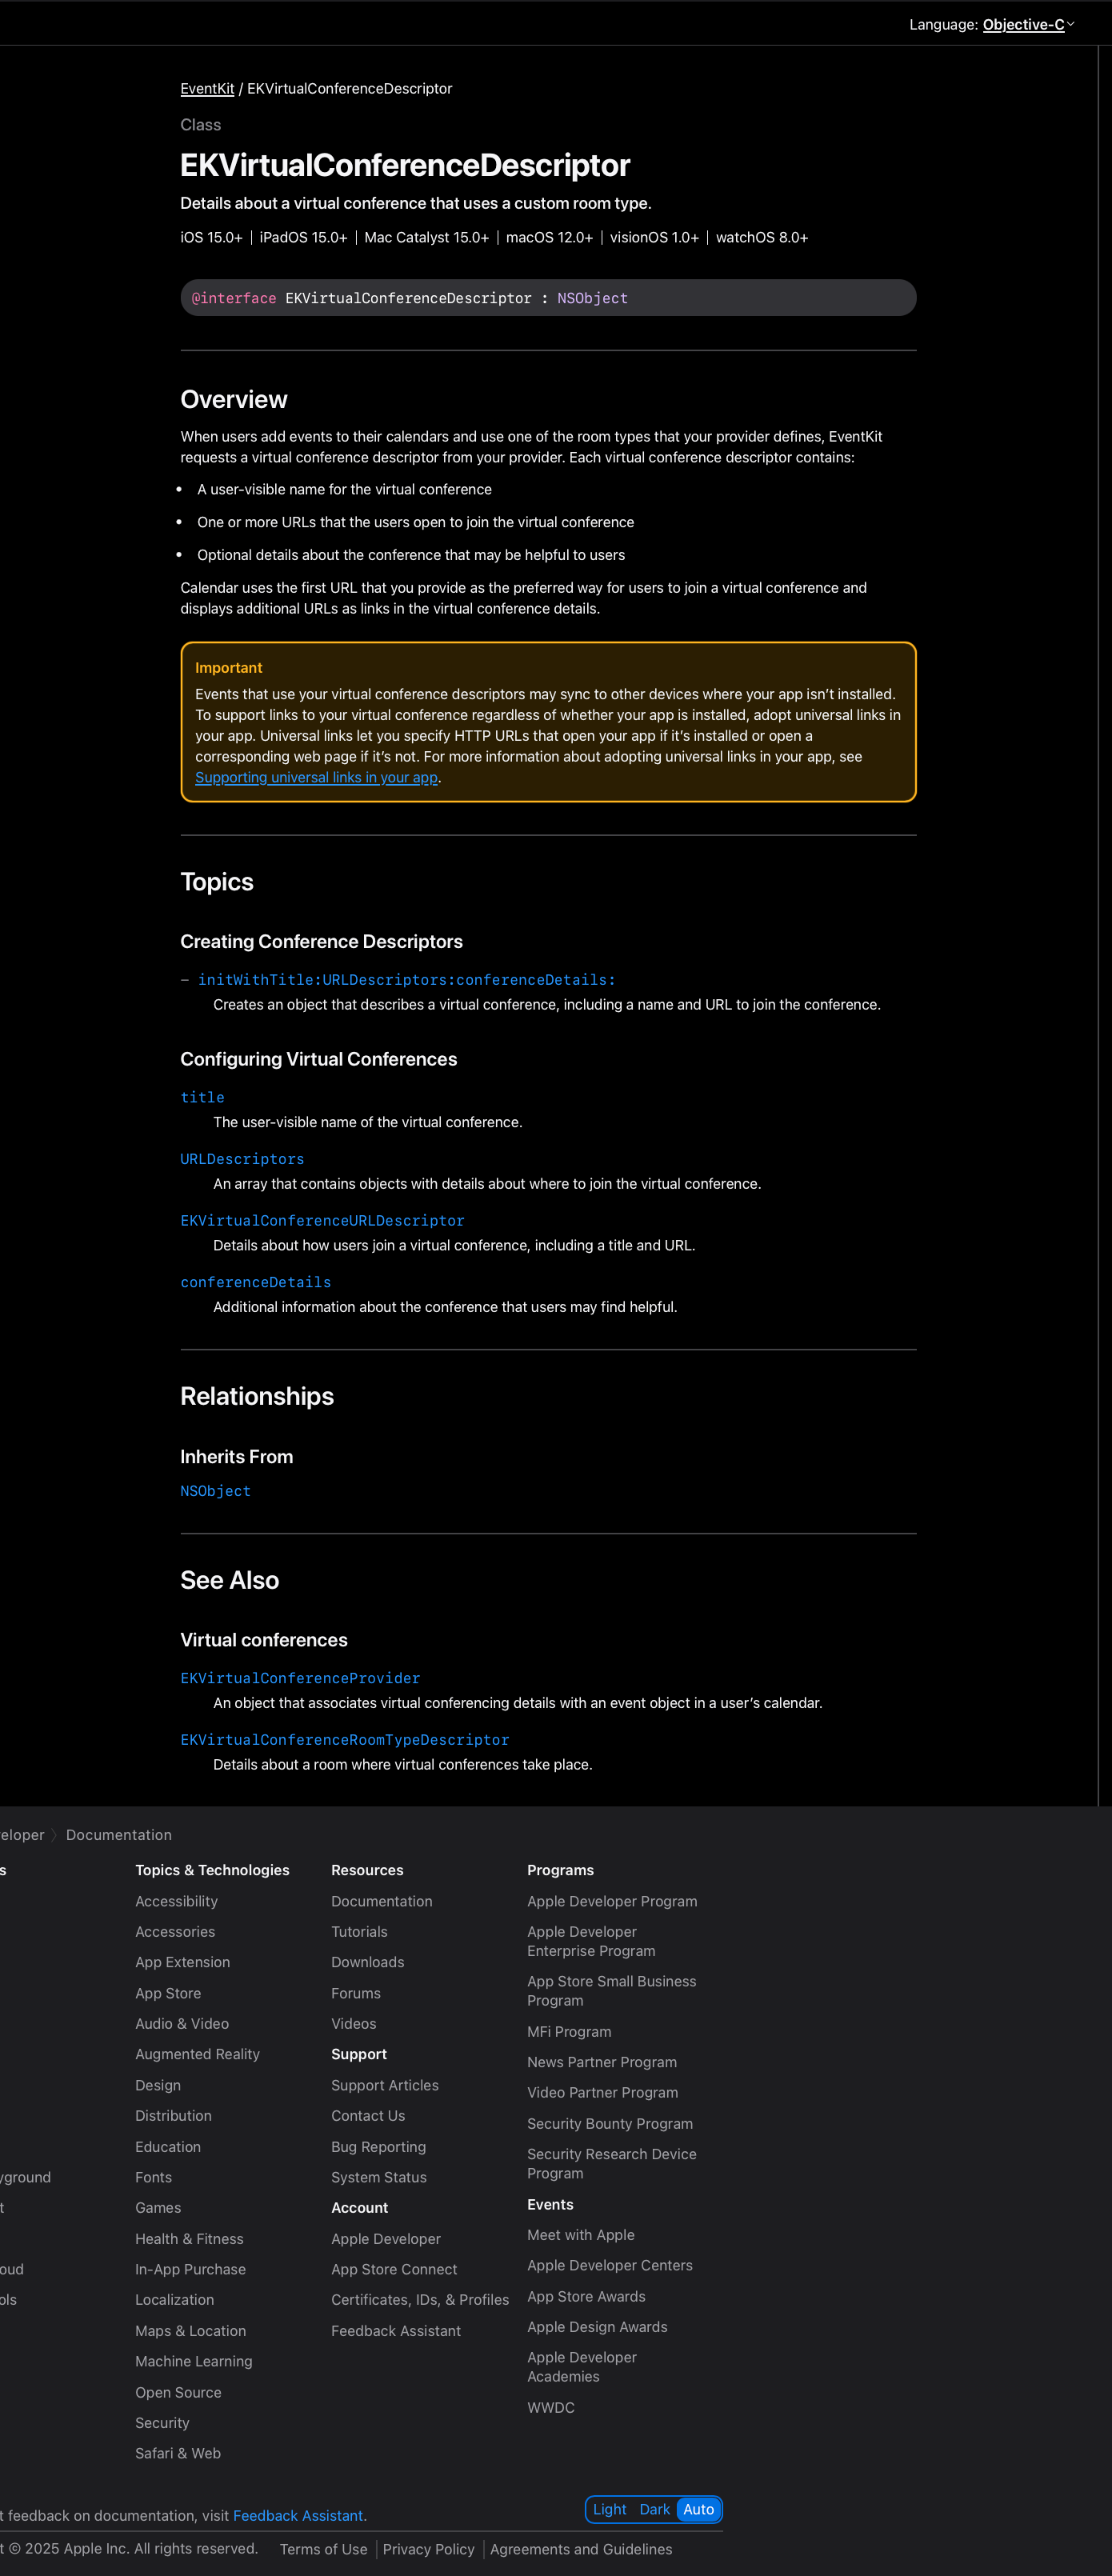 Language: Objective-C
EventKit / EKVirtualConferenceDescriptor
Class
EKVirtualConferenceDescriptor
Details about a virtual conference that uses a custom room type.
iOS 15.0+ | iPadOS 15.0+ | Mac Catalyst 15.0+ | macOS 12.0+ | visionOS 1.0+ | watchOS 8.0+
@interface EKVirtualConferenceDescriptor : NSObject
Overview
When users add events to their calendars and use one of the room types that your provider defines, EventKit
requests a virtual conference descriptor from your provider. Each virtual conference descriptor contains:
• A user-visible name for the virtual conference
• One or more URLs that the users open to join the virtual conference
• Optional details about the conference that may be helpful to users
Calendar uses the first URL that you provide as the preferred way for users to join a virtual conference and
displays additional URLs as links in the virtual conference details.
Important
Events that use your virtual conference descriptors may sync to other devices where your app isn’t installed.
To support links to your virtual conference regardless of whether your app is installed, adopt universal links in
your app. Universal links let you specify HTTP URLs that open your app if it’s installed or open a
corresponding web page if it’s not. For more information about adopting universal links in your app, see
Supporting universal links in your app.
Topics
Creating Conference Descriptors
– initWithTitle:URLDescriptors:conferenceDetails:
Creates an object that describes a virtual conference, including a name and URL to join the conference.
Configuring Virtual Conferences
title
The user-visible name of the virtual conference.
URLDescriptors
An array that contains objects with details about where to join the virtual conference.
EKVirtualConferenceURLDescriptor
Details about how users join a virtual conference, including a title and URL.
conferenceDetails
Additional information about the conference that users may find helpful.
Relationships
Inherits From
NSObject
See Also
Virtual conferences
EKVirtualConferenceProvider
An object that associates virtual conferencing details with an event object in a user’s calendar.
EKVirtualConferenceRoomTypeDescriptor
Details about a room where virtual conferences take place.
eloper Documentation
s
yground
t
oud
ols
Topics & Technologies
Accessibility
Accessories
App Extension
App Store
Audio & Video
Augmented Reality
Design
Distribution
Education
Fonts
Games
Health & Fitness
In-App Purchase
Localization
Maps & Location
Machine Learning
Open Source
Security
Safari & Web
Resources
Documentation
Tutorials
Downloads
Forums
Videos
Support
Support Articles
Contact Us
Bug Reporting
System Status
Account
Apple Developer
App Store Connect
Certificates, IDs, & Profiles
Feedback Assistant
Programs
Apple Developer Program
Apple Developer
Enterprise Program
App Store Small Business
Program
MFi Program
News Partner Program
Video Partner Program
Security Bounty Program
Security Research Device
Program
Events
Meet with Apple
Apple Developer Centers
App Store Awards
Apple Design Awards
Apple Developer
Academies
WWDC
t feedback on documentation, visit Feedback Assistant.
Light Dark Auto
t © 2025 Apple Inc. All rights reserved. Terms of Use | Privacy Policy | Agreements and Guidelines